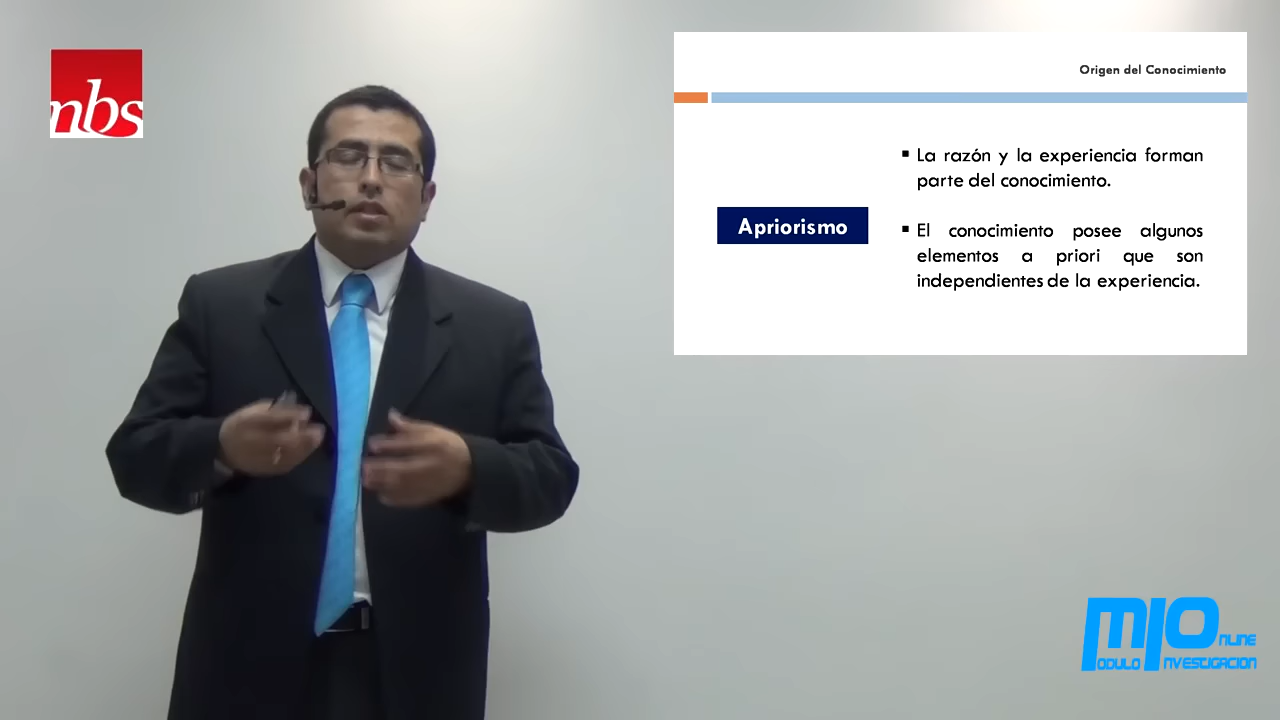 nbs
Origen del Conocimiento
Apriorismo
▪ La razón y la experiencia forman
parte del conocimiento.
▪ El conocimiento posee algunos
elementos a priori que son
independientes de la experiencia.
MIO
NLINE
ODULO NVESTIGACION